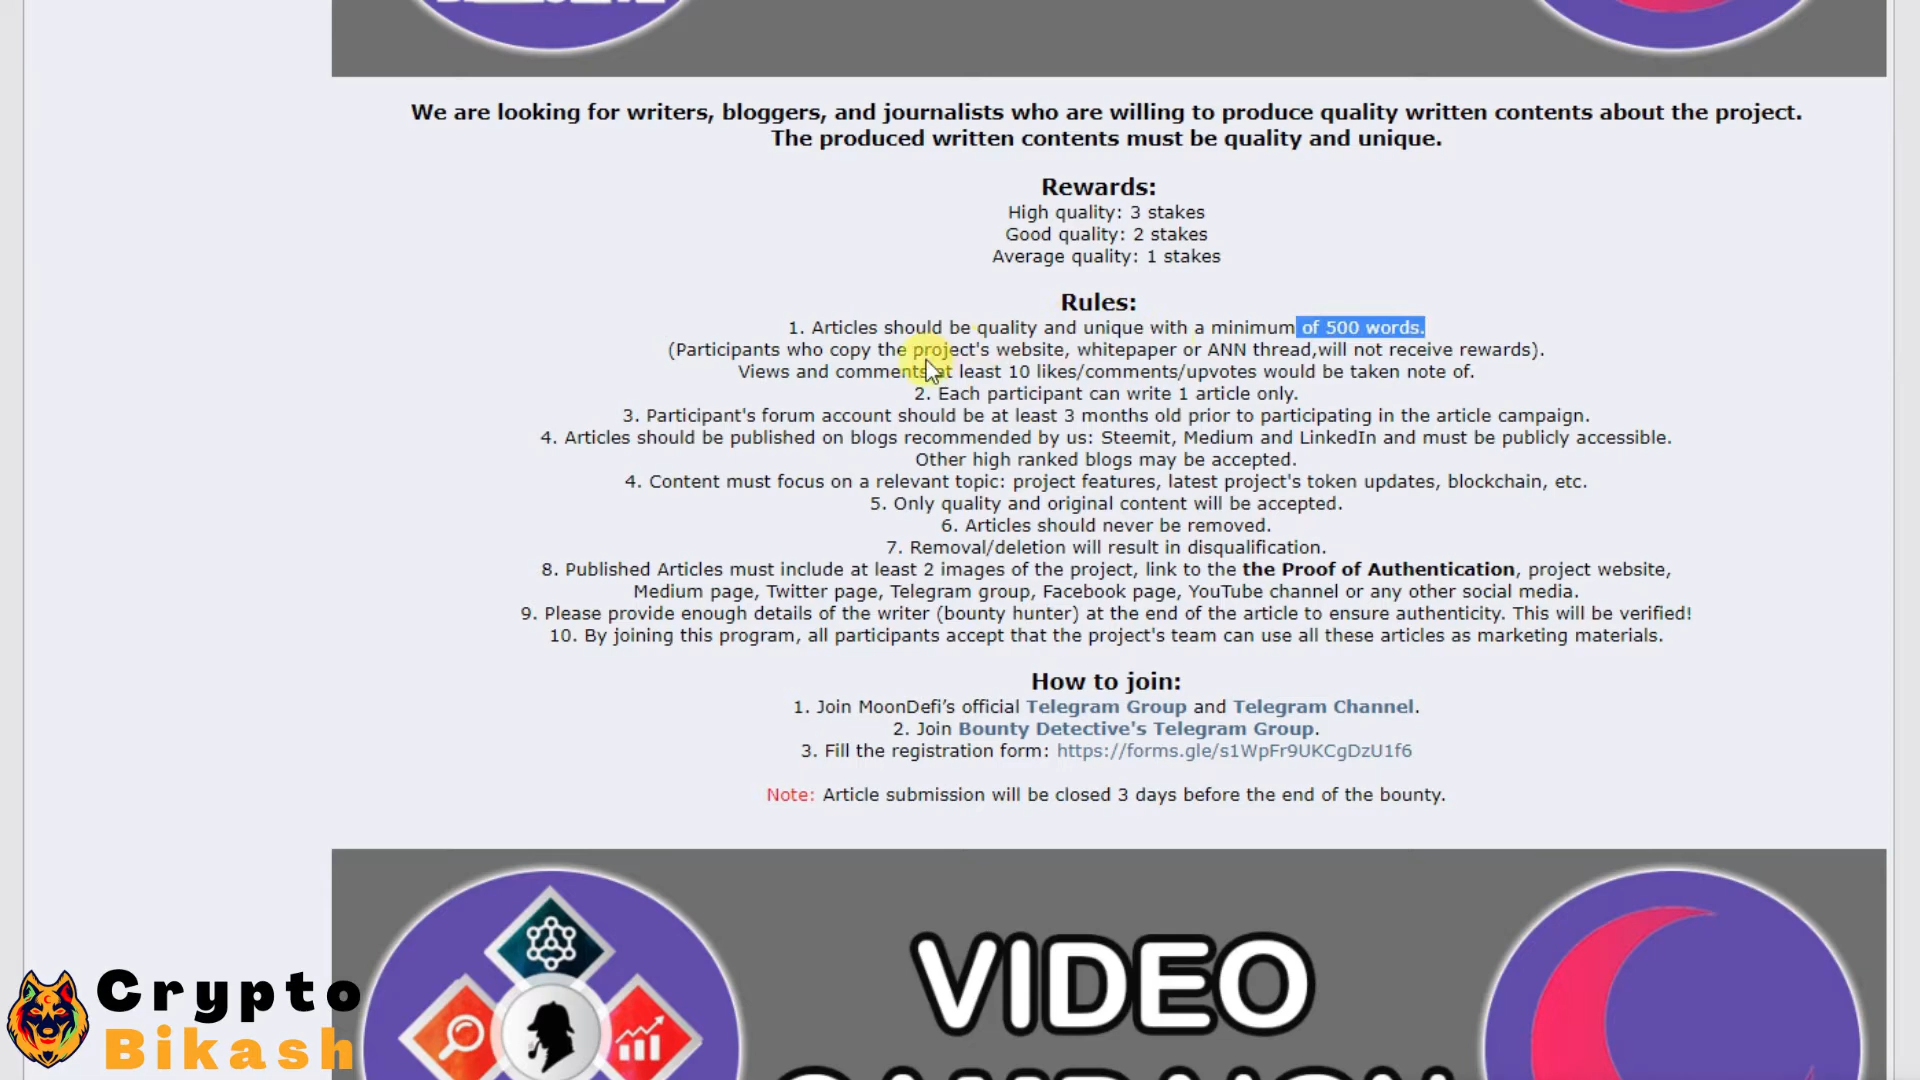 We are looking for writers, bloggers, and journalists who are willing to produce quality written contents about the project.
The produced written contents must be quality and unique.
Rewards:
High quality: 3 stakes
Good quality: 2 stakes
Average quality: 1 stakes
Rules:
1. Articles should be quality and unique with a minimum of 500 words.
(Participants who copy the project's website, whitepaper or ANN thread,will not receive rewards).
Views and comments at least 10 likes/comments/upvotes would be taken note of.
2. Each participant can write 1 article only.
3. Participant's forum account should be at least 3 months old prior to participating in the article campaign.
4. Articles should be published on blogs recommended by us: Steemit, Medium and LinkedIn and must be publicly accessible.
Other high ranked blogs may be accepted.
4. Content must focus on a relevant topic: project features, latest project's token updates, blockchain, etc.
5. Only quality and original content will be accepted.
6. Articles should never be removed.
7. Removal/deletion will result in disqualification.
8. Published Articles must include at least 2 images of the project, link to the the Proof of Authentication, project website,
Medium page, Twitter page, Telegram group, Facebook page, YouTube channel or any other social media.
9. Please provide enough details of the writer (bounty hunter) at the end of the article to ensure authenticity. This will be verified!
10. By joining this program, all participants accept that the project's team can use all these articles as marketing materials.
How to join:
1. Join MoonDefi’s official Telegram Group and Telegram Channel.
2. Join Bounty Detective's Telegram Group.
3. Fill the registration form: https://forms.gle/s1WpFr9UKCgDzU1f6
Note: Article submission will be closed 3 days before the end of the bounty.
VIDEO
Crypto
Bikash